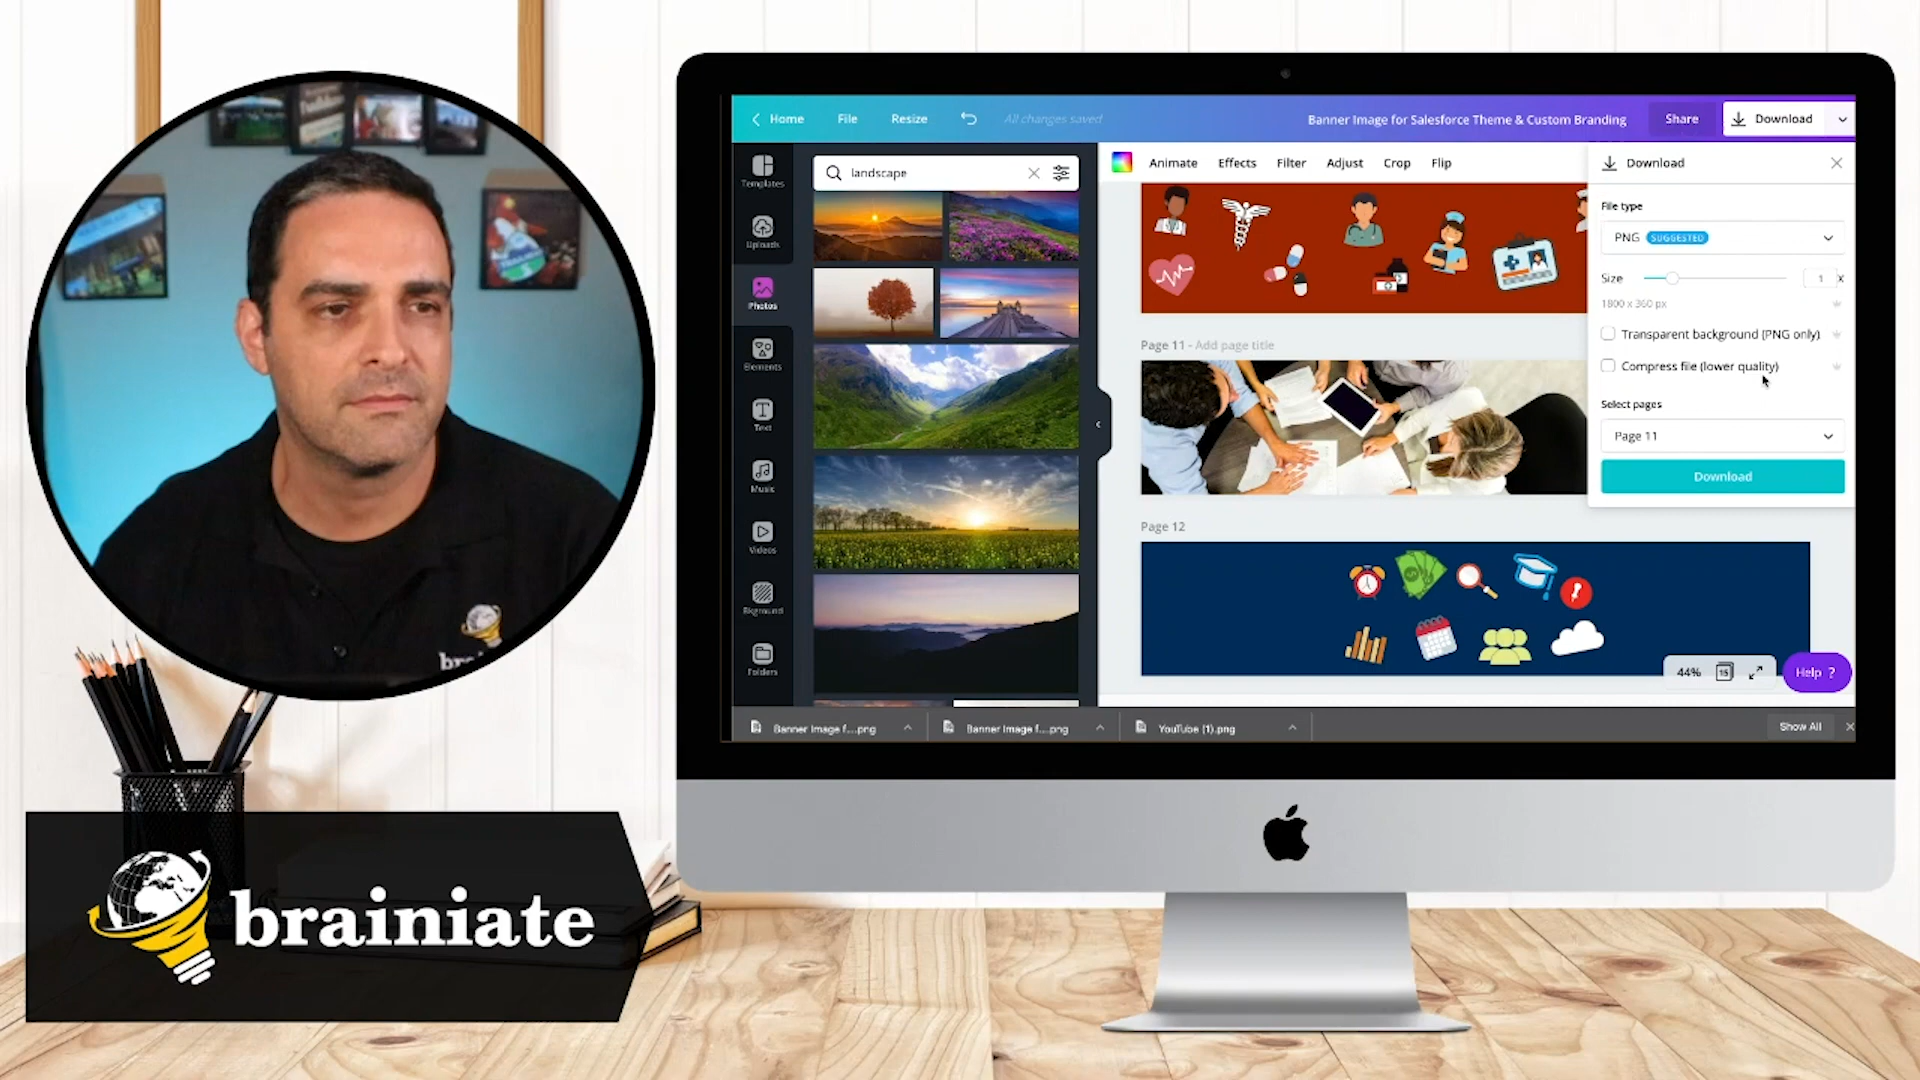 Home File Resize All changes saved Banner Image for Salesforce Theme & Custom Branding Share Download
Templates
Uploads
Photos
Elements
Text
Music
Videos
Bkground
Folders
landscape
Animate Effects Filter Adjust Crop Flip
Page 11 - Add page title
Page 12
Download
File type
PNG SUGGESTED
Size 1 x
1800 x 360 px
Transparent background (PNG only)
Compress file (lower quality)
Select pages
Page 11
Download
44% 15 Help ?
Banner Image f....png Banner Image f....png YouTube (1).png Show All
brainiate